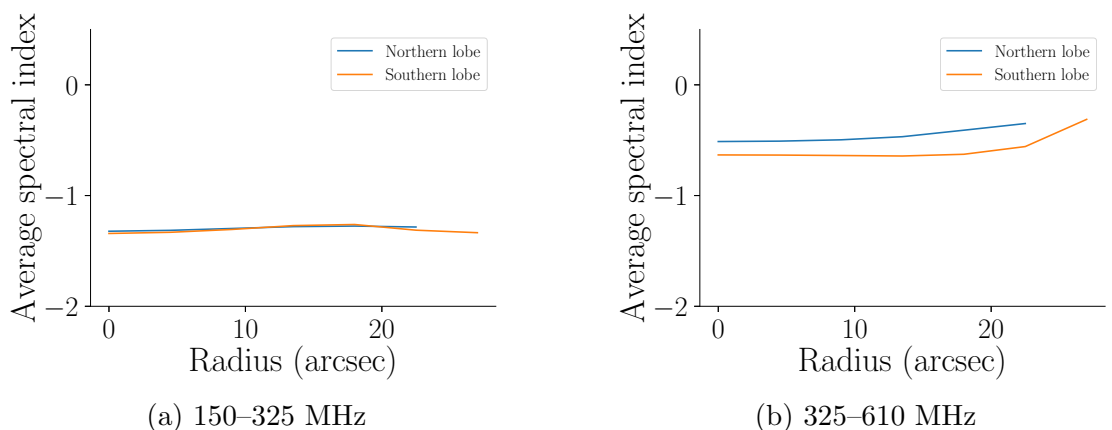 Average spectral index
0
−1
−2
Northern lobe
Southern lobe
0
10
20
Radius (arcsec)
(a) 150–325 MHz
Average spectral index
0
−1
−2
Northern lobe
Southern lobe
0
10
20
Radius (arcsec)
(b) 325–610 MHz